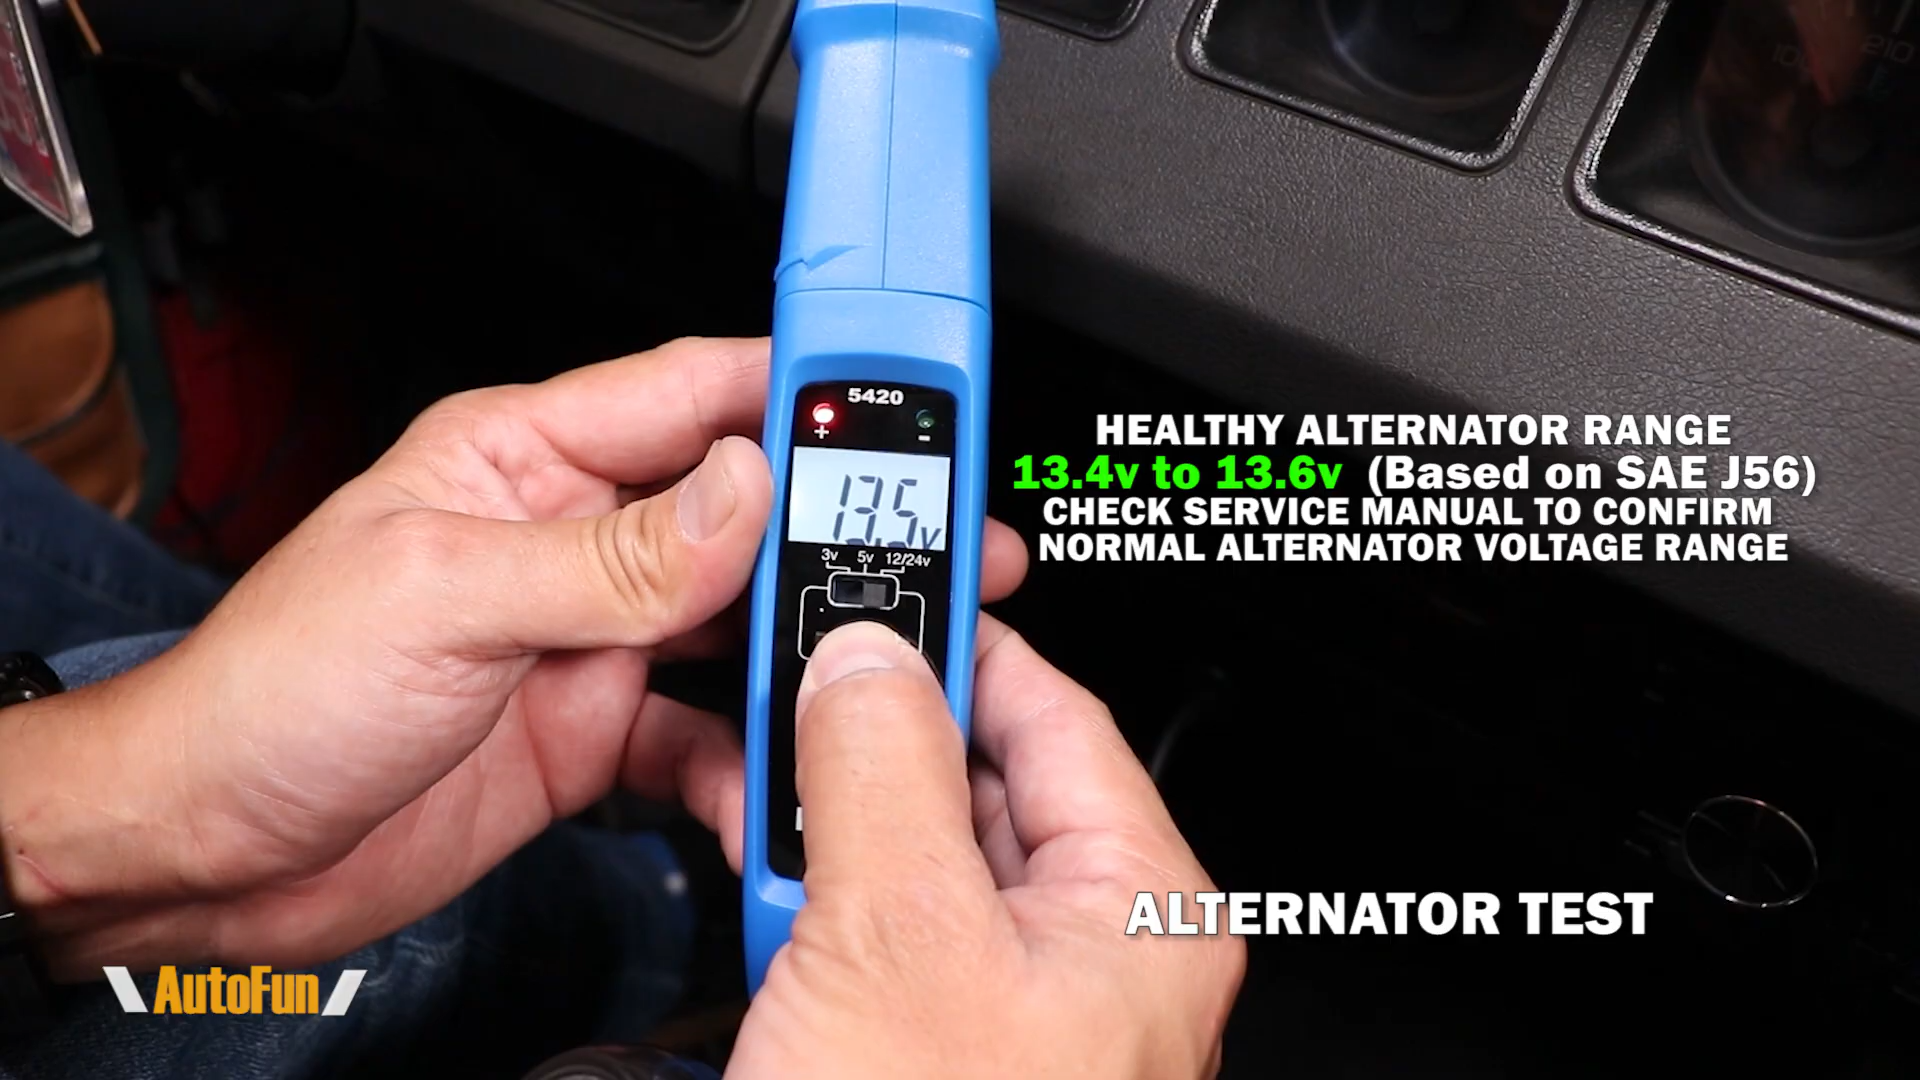 5420
+ -
13.5v
3v 5v 12/24v
HEALTHY ALTERNATOR RANGE
13.4v to 13.6v (Based on SAE J56)
CHECK SERVICE MANUAL TO CONFIRM
NORMAL ALTERNATOR VOLTAGE RANGE
ALTERNATOR TEST
AutoFun
210